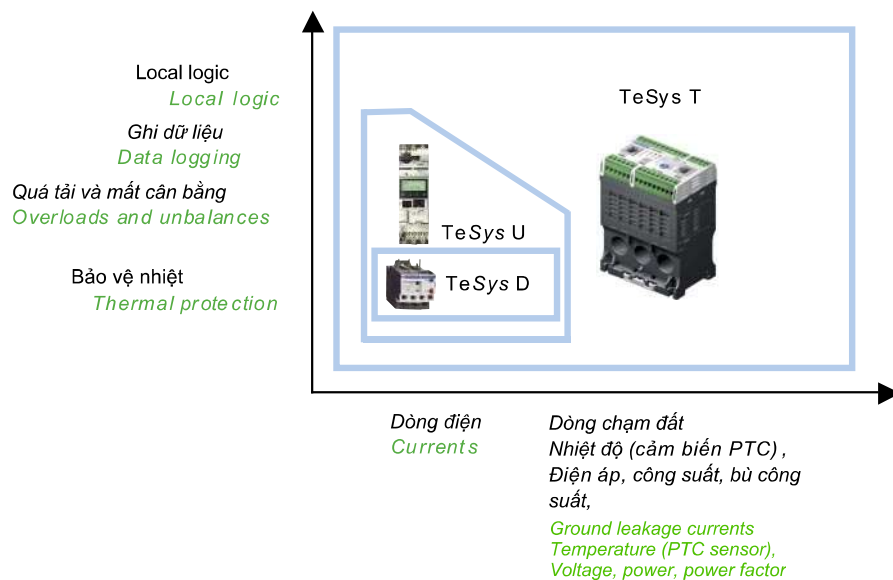 Local logic
Local logic
TeSys T
Ghi dữ liệu
Data logging
Quá tải và mất cân bằng
Overloads and unbalances
TeSys U
Bảo vệ nhiệt
Thermal protection
TeSys D
Dòng điện
Currents
Dòng chạm đất
Nhiệt độ (cảm biến PTC) ,
Điện áp, công suất, bù công
suất,
Ground leakage currents
Temperature (PTC sensor),
Voltage, power, power factor